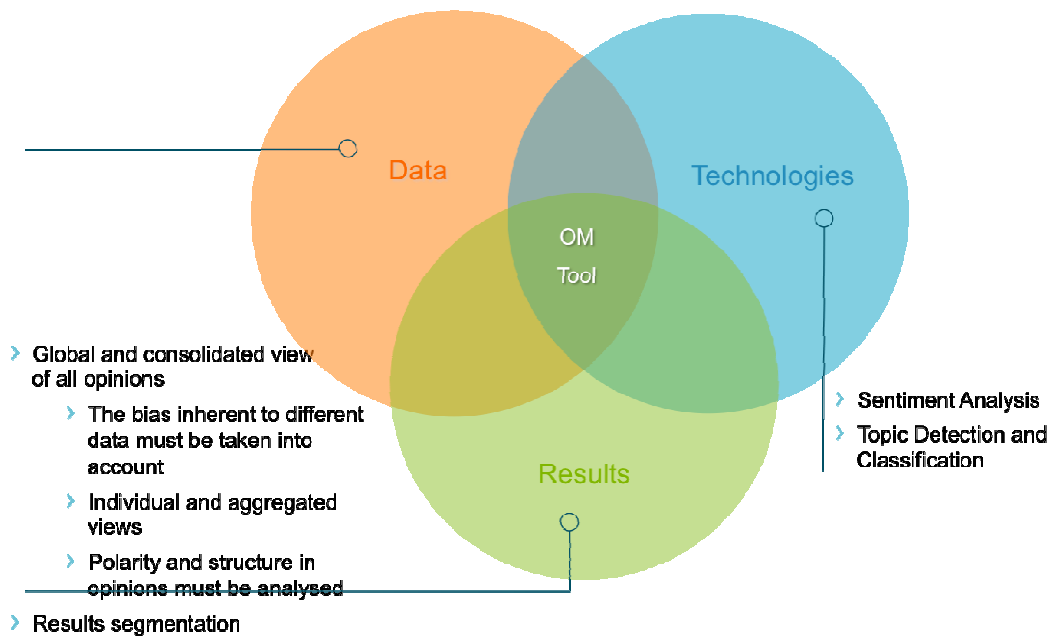 Data
Technologies
OM
Tool
Global and consolidated view
of all opinions
The bias inherent to different
data must be taken into
account
Individual and aggregated
views
Polarity and structure in
opinions must be analysed
Results segmentation
Results
Sentiment Analysis
Topic Detection and
Classification